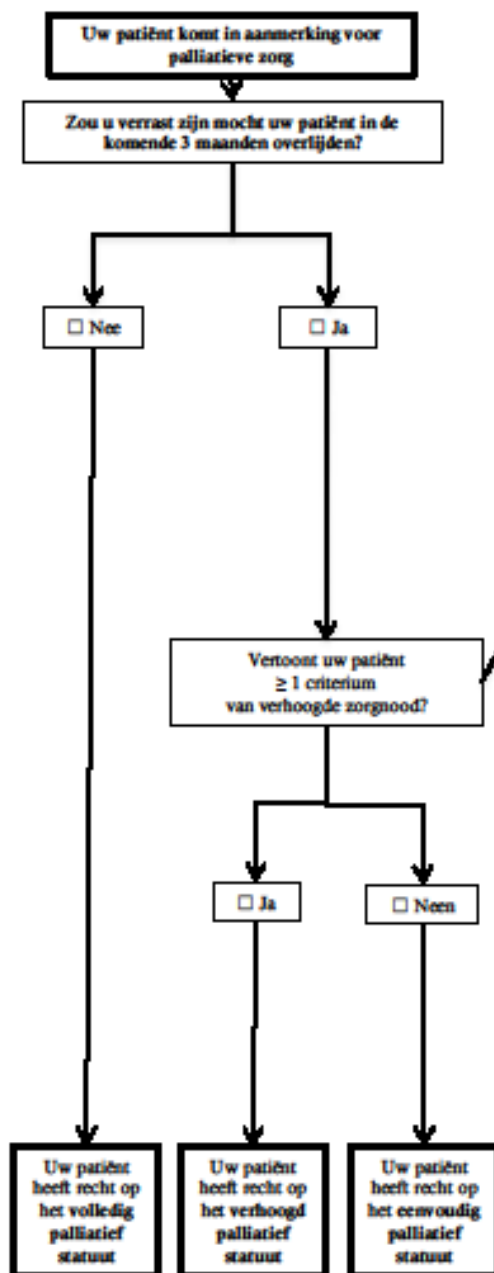 Uw patiënt komt in aanmerking voor
palliatieve zorg
Zou u verrast zijn mocht uw patiënt in de
komende 3 maanden overlijden?
☐ Nee
☐ Ja
Vertoont uw patiënt
≥ 1 criterium
van verhoogde zorgnood?
☐ Ja
☐ Neen
Uw patiënt
heeft recht op
het volledig
palliatief
statuut
Uw patiënt
heeft recht op
het verhoogd
palliatief
statuut
Uw patiënt
heeft recht op
het eenvoudig
palliatief
statuut